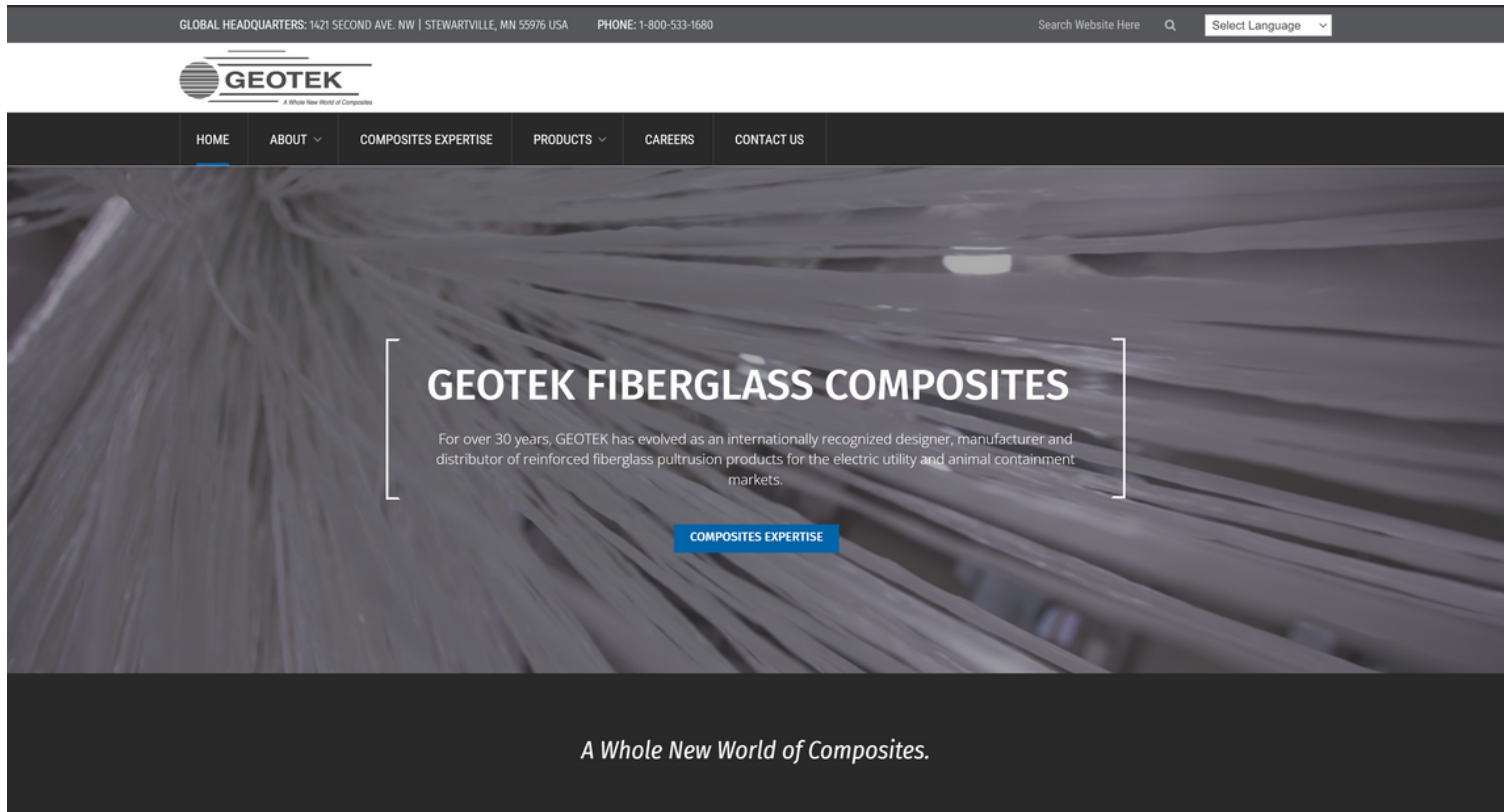 GLOBAL HEADQUARTERS: 1421 SECOND AVE. NW | STEWARTVILLE, MN 55976 USA PHONE: 1-800-533-1680 Search Website Here Select Language
GEOTEK
A Whole New World of Composites
HOME ABOUT COMPOSITES EXPERTISE PRODUCTS CAREERS CONTACT US
GEOTEK FIBERGLASS COMPOSITES
For over 30 years, GEOTEK has evolved as an internationally recognized designer, manufacturer and
distributor of reinforced fiberglass pultrusion products for the electric utility and animal containment
markets.
COMPOSITES EXPERTISE
A Whole New World of Composites.